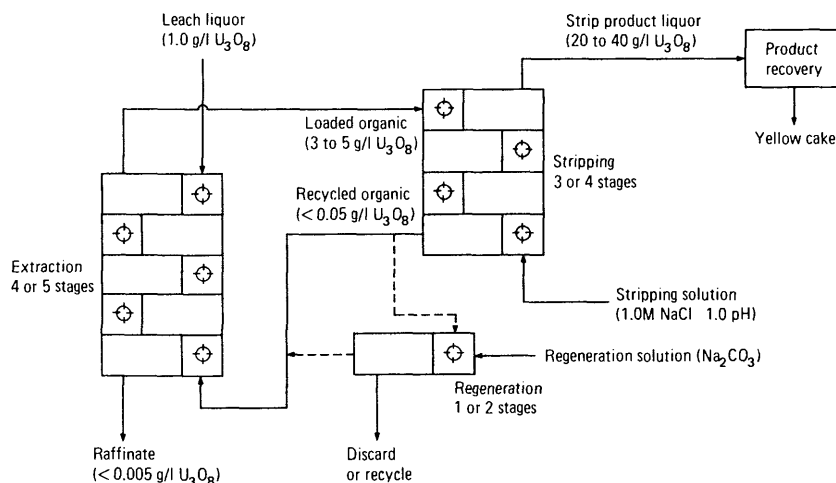 Leach liquor
(1.0 g/l U₃O₈)
Strip product liquor
(20 to 40 g/l U₃O₈)
Product
recovery
Yellow cake
Loaded organic
(3 to 5 g/l U₃O₈)
Stripping
3 or 4 stages
Recycled organic
(< 0.05 g/l U₃O₈)
Extraction
4 or 5 stages
Stripping solution
(1.0M NaCl 1.0 pH)
Regeneration solution (Na₂CO₃)
Regeneration
1 or 2 stages
Raffinate
(< 0.005 g/l U₃O₈)
Discard
or recycle